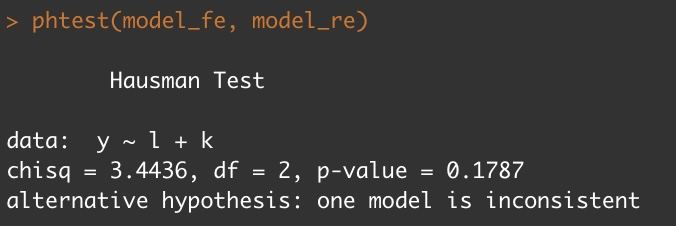 > phtest(model_fe, model_re)
Hausman Test
data:  y ~ l + k
chisq = 3.4436, df = 2, p-value = 0.1787
alternative hypothesis: one model is inconsistent